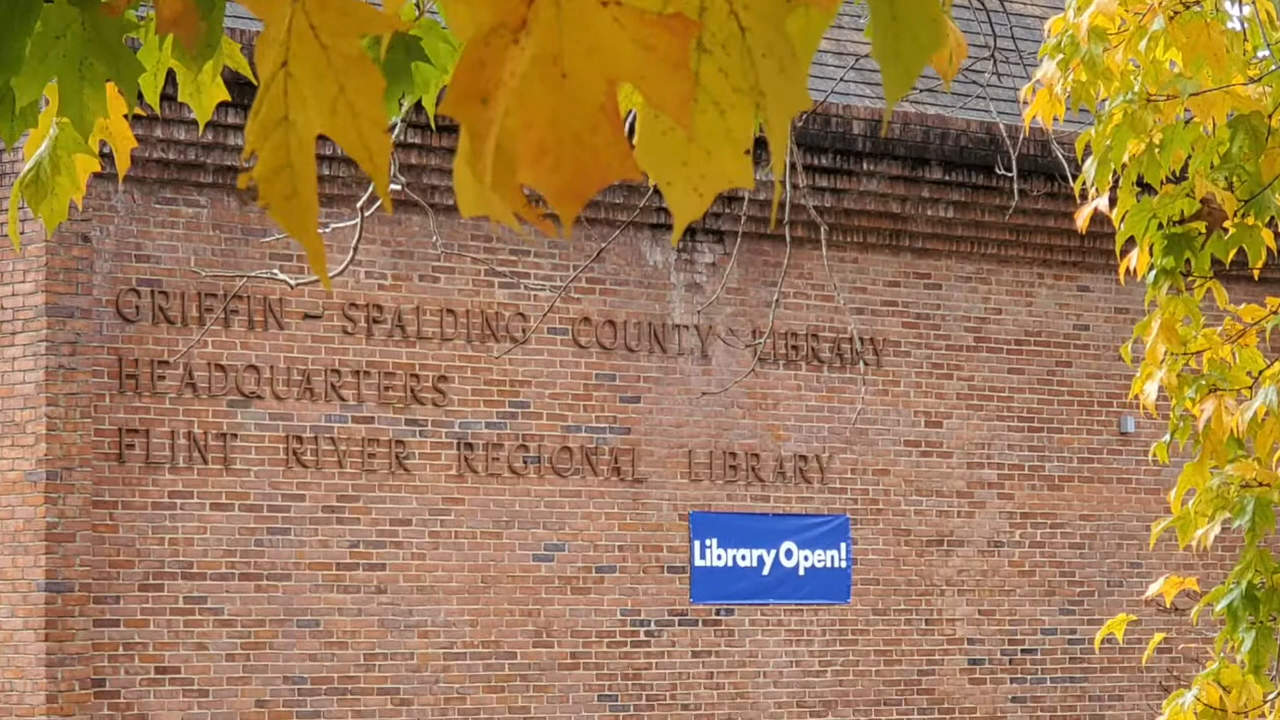 GRIFFIN - SPALDING COUNTY LIBRARY
HEADQUARTERS
FLINT RIVER REGIONAL LIBRARY
Library Open!